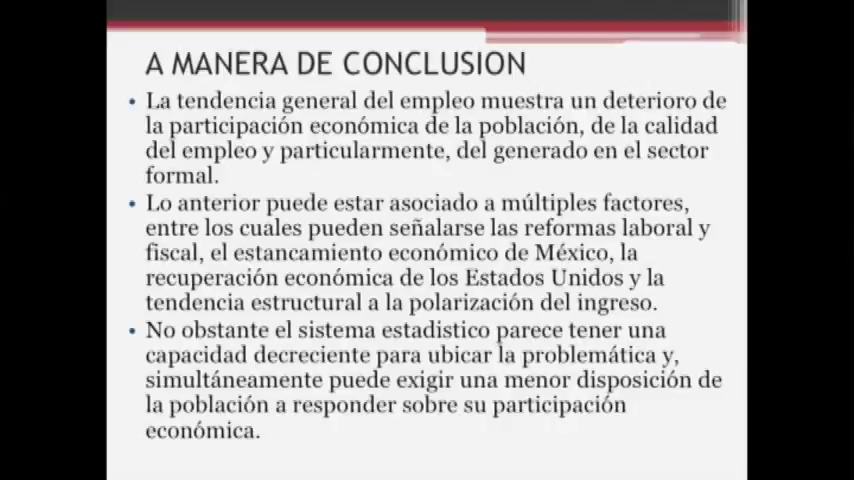 A MANERA DE CONCLUSION
• La tendencia general del empleo muestra un deterioro de
la participación económica de la población, de la calidad
del empleo y particularmente, del generado en el sector
formal.
• Lo anterior puede estar asociado a múltiples factores,
entre los cuales pueden señalarse las reformas laboral y
fiscal, el estancamiento económico de México, la
recuperación económica de los Estados Unidos y la
tendencia estructural a la polarización del ingreso.
• No obstante el sistema estadistico parece tener una
capacidad decreciente para ubicar la problemática y,
simultáneamente puede exigir una menor disposición de
la población a responder sobre su participación
económica.